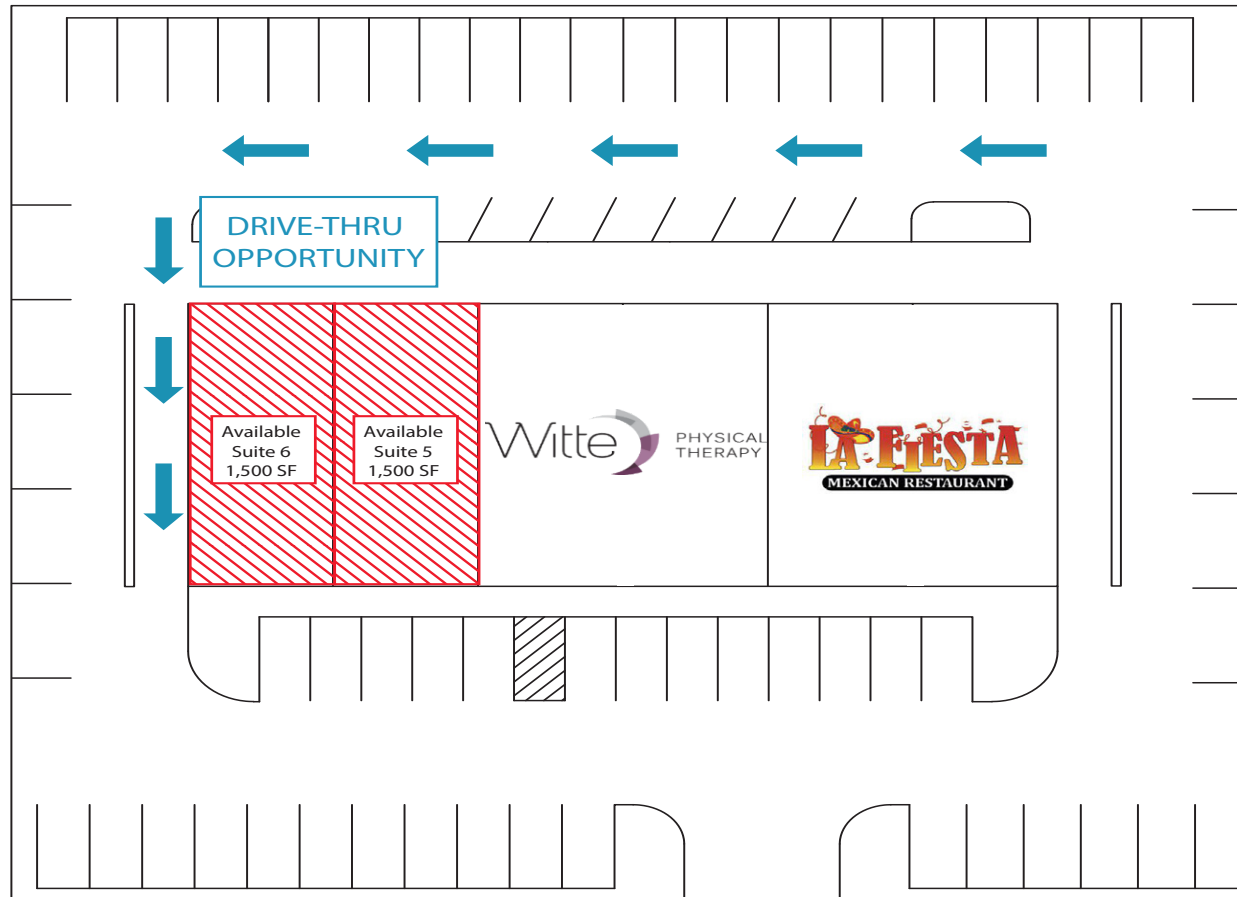 DRIVE-THRU
OPPORTUNITY
Available
Suite 6
1,500 SF
Available
Suite 5
1,500 SF
Witte
PHYSICAL
THERAPY
LA FIESTA
MEXICAN RESTAURANT